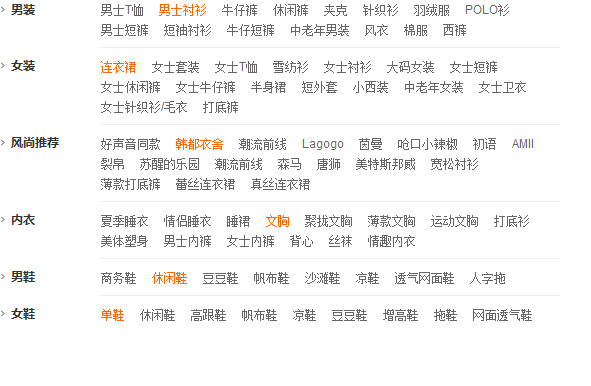 男装 男士T恤 男士衬衫 牛仔裤 休闲裤 夹克 针织衫 羽绒服 POLO衫
男士短裤 短袖衬衫 牛仔短裤 中老年男装 风衣 棉服 西裤
女装 连衣裙 女士套装 女士T恤 雪纺衫 女士衬衫 大码女装 女士短裤
女士休闲裤 女士牛仔裤 半身裙 短外套 小西装 中老年女装 女士卫衣
女士针织衫/毛衣 打底裤
风尚推荐 好声音同款 韩都衣舍 潮流前线 Lagogo 茵曼 呛口小辣椒 初语 AMII
裂帛 苏醒的乐园 潮流前线 森马 唐狮 美特斯邦威 宽松衬衫
薄款打底裤 蕾丝连衣裙 真丝连衣裙
内衣 夏季睡衣 情侣睡衣 睡裙 文胸 聚拢文胸 薄款文胸 运动文胸 打底衫
美体塑身 男士内裤 女士内裤 背心 丝袜 情趣内衣
男鞋 商务鞋 休闲鞋 豆豆鞋 帆布鞋 沙滩鞋 凉鞋 透气网面鞋 人字拖
女鞋 单鞋 休闲鞋 高跟鞋 帆布鞋 凉鞋 豆豆鞋 增高鞋 拖鞋 网面透气鞋